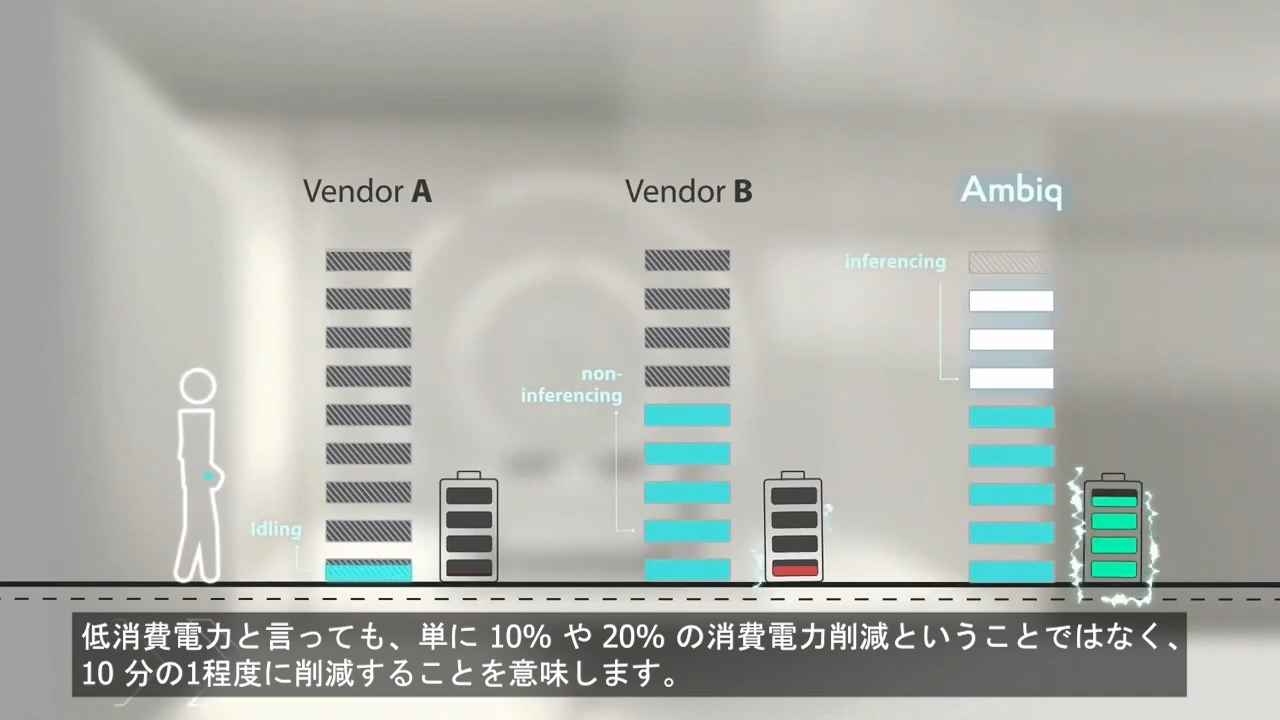 Vendor A
Vendor B
Ambiq
inferencing
non-
inferencing
Idling
低消費電力と言っても、単に 10% や 20% の消費電力削減ということではなく、
10 分の1程度に削減することを意味します。